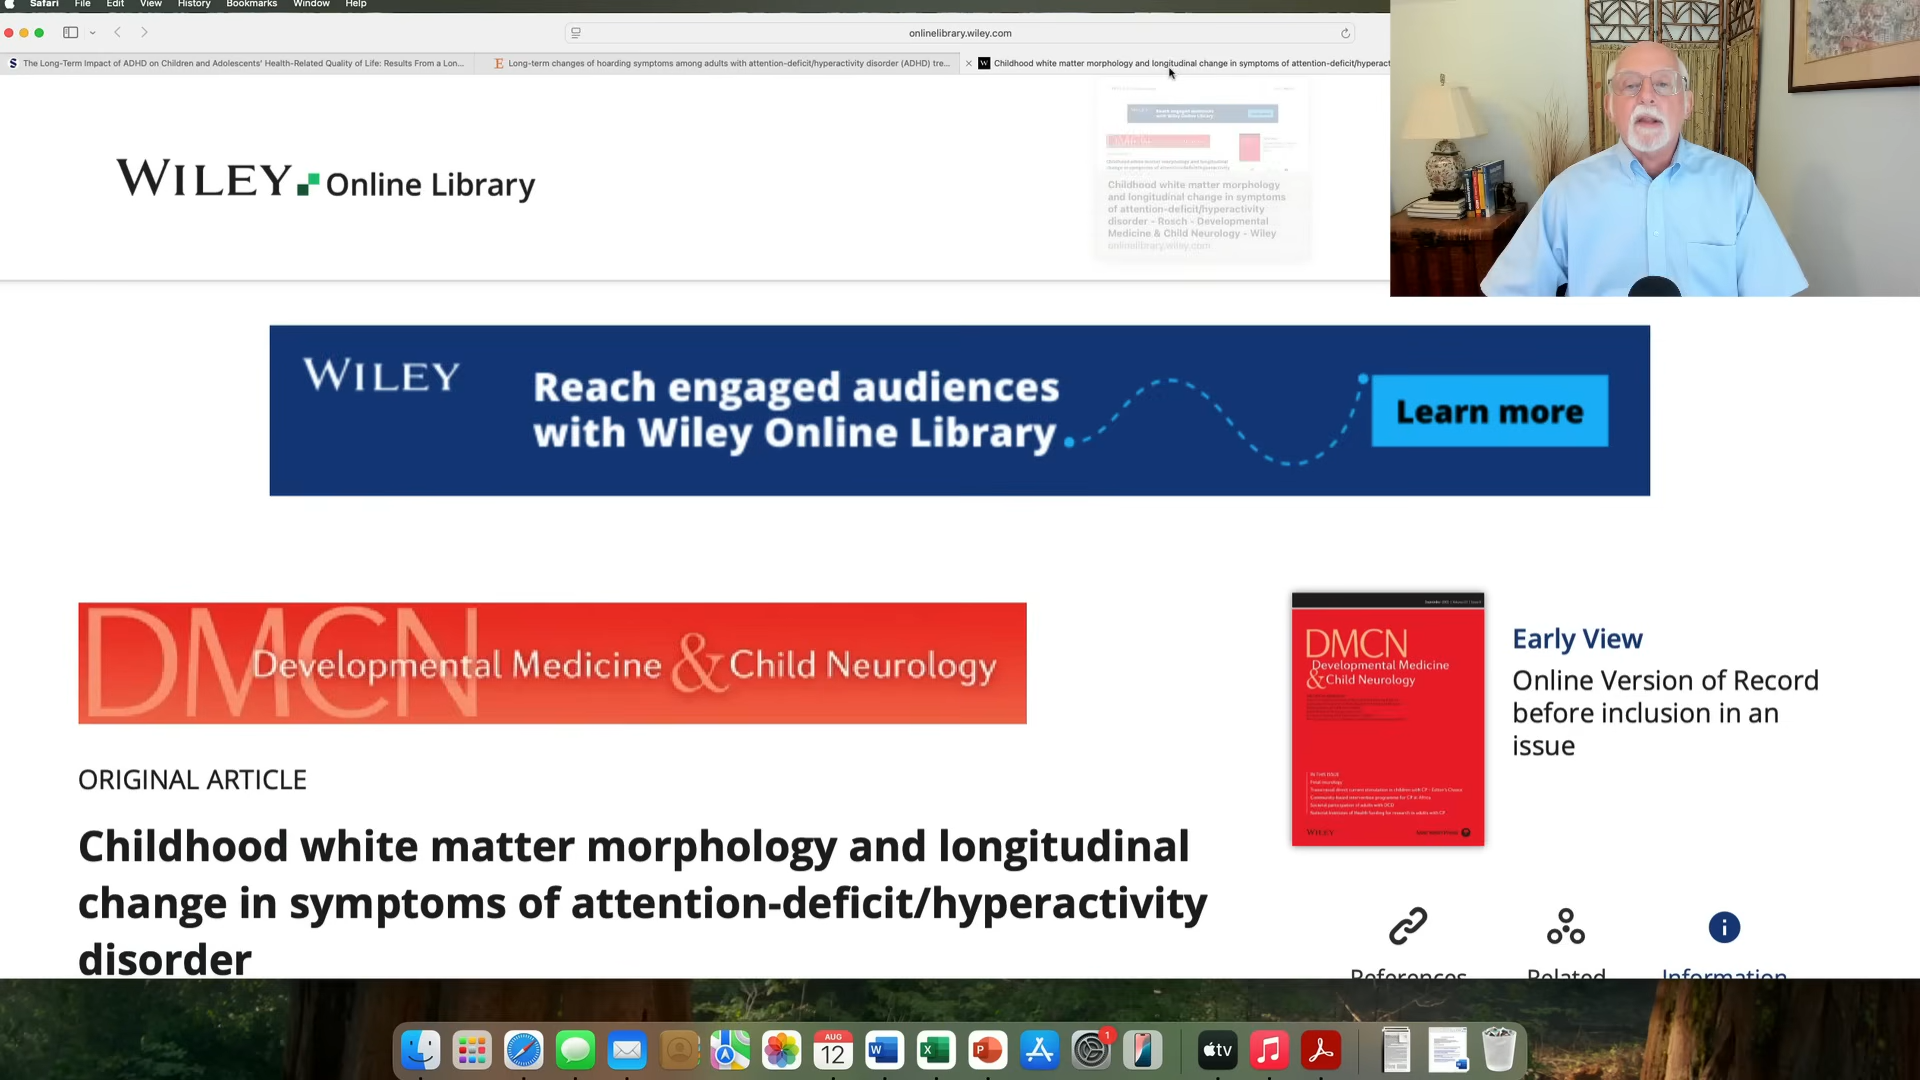 Safari File Edit View History Bookmarks Window Help
onlinelibrary.wiley.com
S The Long-Term Impact of ADHD on Children and Adolescents' Health-Related Quality of Life: Results From a Lon...
E Long-term changes of hoarding symptoms among adults with attention-deficit/hyperactivity disorder (ADHD) tre...
W Childhood white matter morphology and longitudinal change in symptoms of attention-deficit/hyperact
WILEY Online Library
Childhood white matter morphology
and longitudinal change in symptoms
of attention-deficit/hyperactivity
disorder - Rosch - Developmental
Medicine & Child Neurology - Wiley
onlinelibrary.wiley.com
WILEY
Reach engaged audiences
with Wiley Online Library
Learn more
DMCN
Developmental Medicine & Child Neurology
DMCN
Developmental Medicine
& Child Neurology
WILEY
Early View
Online Version of Record
before inclusion in an
issue
ORIGINAL ARTICLE
Childhood white matter morphology and longitudinal
change in symptoms of attention-deficit/hyperactivity
disorder
References Related Information
AUG
12
W
X
P
1
tv